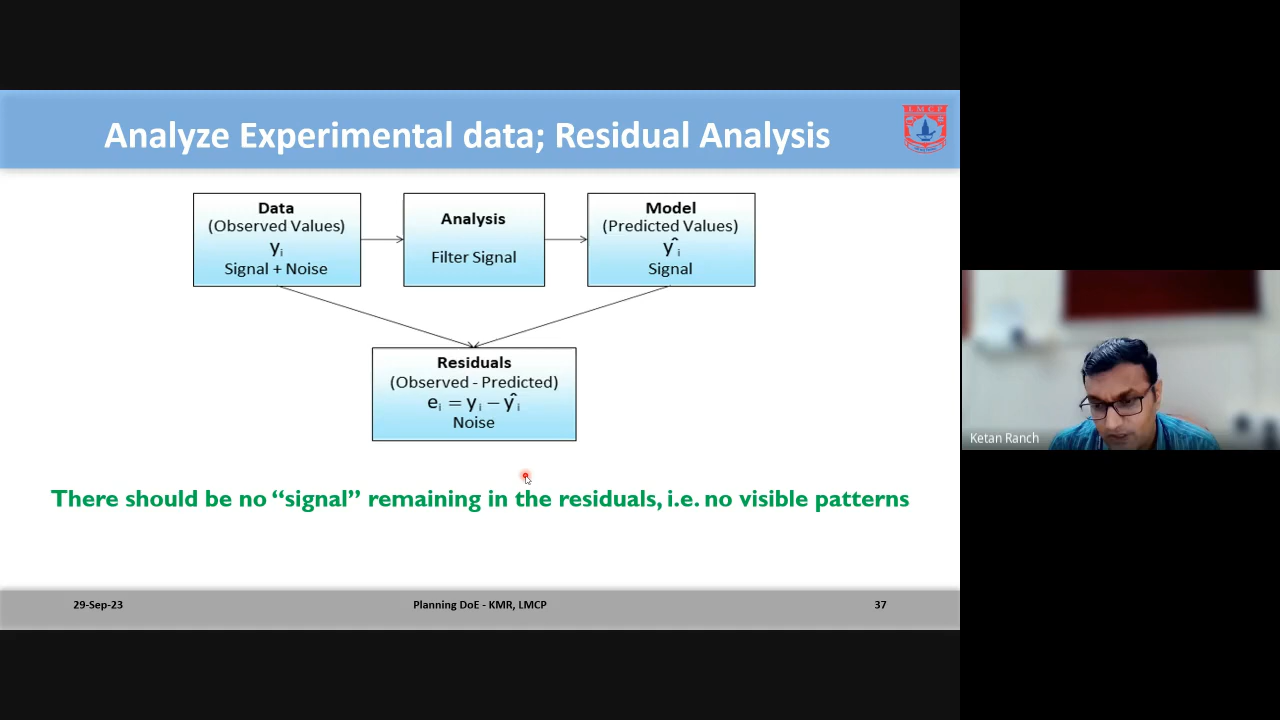 Analyze Experimental data; Residual Analysis
LMCP
Data
(Observed Values)
yᵢ
Signal + Noise
Analysis
Filter Signal
Model
(Predicted Values)
ŷᵢ
Signal
Residuals
(Observed - Predicted)
eᵢ = yᵢ − ŷᵢ
Noise
There should be no “signal” remaining in the residuals, i.e. no visible patterns
29-Sep-23
Planning DoE - KMR, LMCP
37
Ketan Ranch